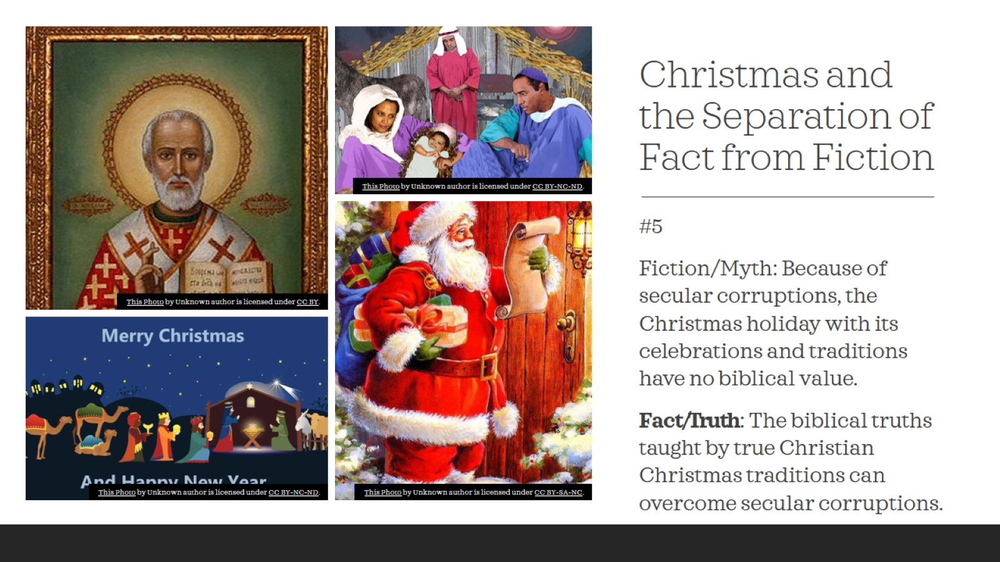 This Photo by Unknown author is licensed under CC BY.
This Photo by Unknown author is licensed under CC BY-NC-ND.
Merry Christmas
And Happy New Year
This Photo by Unknown author is licensed under CC BY-NC-ND.
This Photo by Unknown author is licensed under CC BY-SA-NC.
Christmas and
the Separation of
Fact from Fiction
#5
Fiction/Myth: Because of
secular corruptions, the
Christmas holiday with its
celebrations and traditions
have no biblical value.
Fact/Truth: The biblical truths
taught by true Christian
Christmas traditions can
overcome secular corruptions.